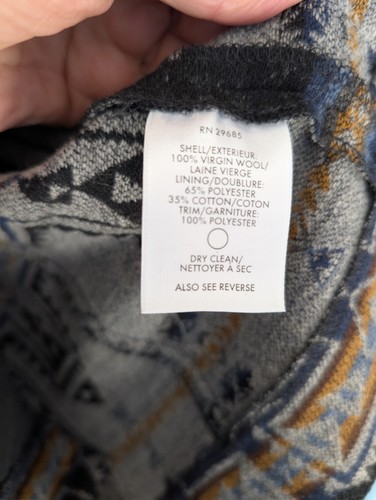 RN 29685
SHELL/EXTERIEUR:
100% VIRGIN WOOL/
LAINE VIERGE
LINING/DOUBLURE:
65% POLYESTER
35% COTTON/COTON
TRIM/GARNITURE:
100% POLYESTER
DRY CLEAN/
NETTOYER À SEC
ALSO SEE REVERSE